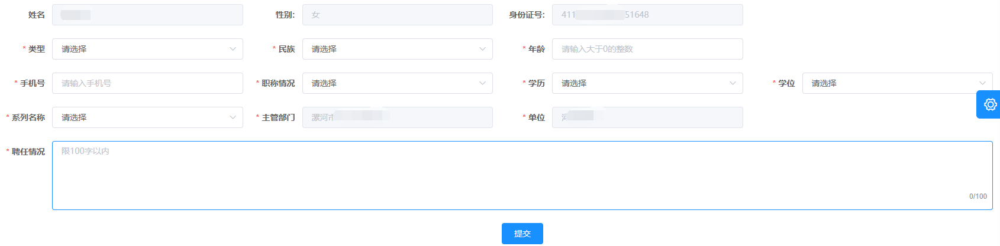 姓名
性别: 女
身份证号: 411 51648
* 类型 请选择
* 民族 请选择
* 年龄 请输入大于0的整数
* 手机号 请输入手机号
* 职称情况 请选择
* 学历 请选择
* 学位 请选择
* 系列名称 请选择
* 主管部门 漯河市
* 单位
* 聘任情况 限100字以内
0/100
提交